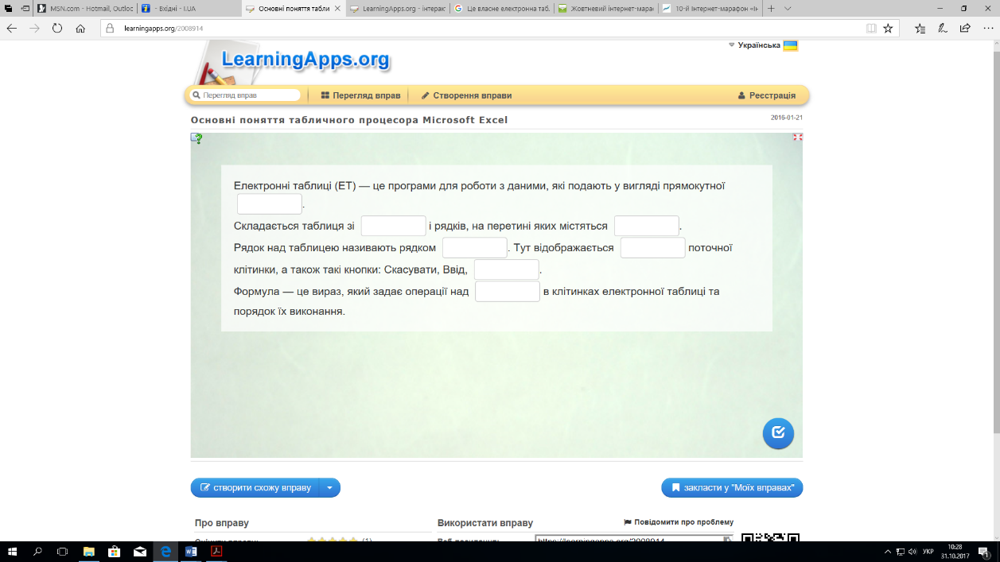 MSN.com - Hotmail, Outloc
- Вхідні - I.UA
Основні поняття табли
LearningApps.org - інтерак
Це власне електронна таб.
Жовтневий інтернет-мара
10-й Інтернет-марафон «Ін
learningapps.org/2008914
LearningApps.org
Українська
Перегляд вправ
Перегляд вправ
Створення вправи
Реєстрація
Основні поняття табличного процесора Microsoft Excel
2016-01-21
Електронні таблиці (ЕТ) — це програми для роботи з даними, які подають у вигляді прямокутної
.
Складається таблиця зі і рядків, на перетині яких містяться .
Рядок над таблицею називають рядком . Тут відображається поточної
клітинки, а також такі кнопки: Скасувати, Ввід, .
Формула — це вираз, який задає операції над в клітинках електронної таблиці та
порядок їх виконання.
створити схожу вправу
закласти у "Моїх вправах"
Про вправу
Використати вправу
Повідомити про проблему
(1)
https://learningapps.org/2008914
УКР
10:28
31.10.2017